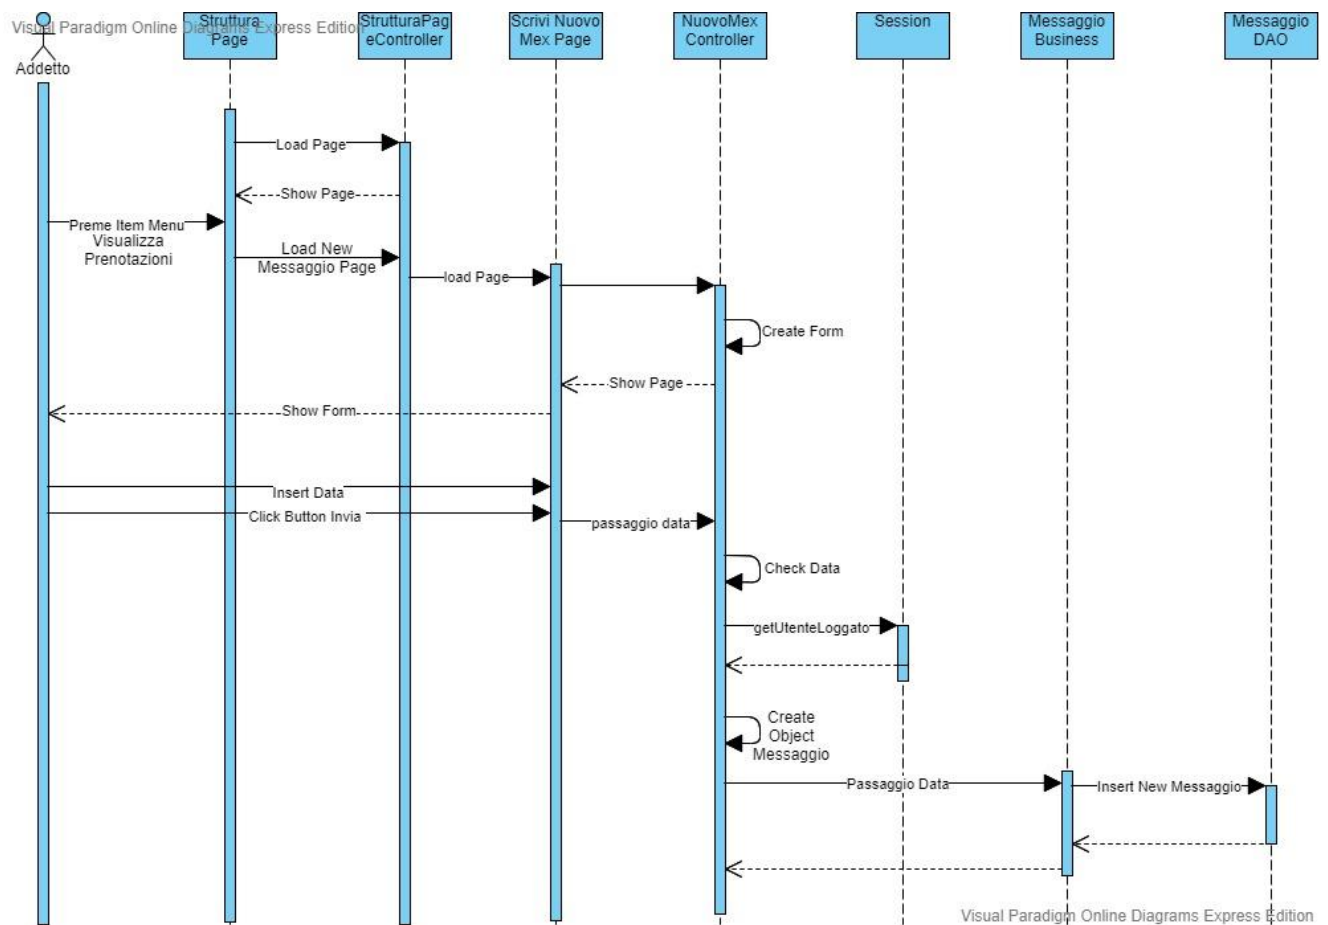 Visual Paradigm Online Diagrams Express Edition
Addetto
Struttura
Page
StrutturaPag
eController
Scrivi Nuovo
Mex Page
NuovoMex
Controller
Session
Messaggio
Business
Messaggio
DAO
Load Page
Show Page
Preme Item Menu
Visualizza
Prenotazioni
Load New
Messaggio Page
load Page
Create Form
Show Page
Show Form
Insert Data
Click Button Invia
passaggio data
Check Data
getUtenteLoggato
Create
Object
Messaggio
Passaggio Data
Insert New Messaggio
Visual Paradigm Online Diagrams Express Edition